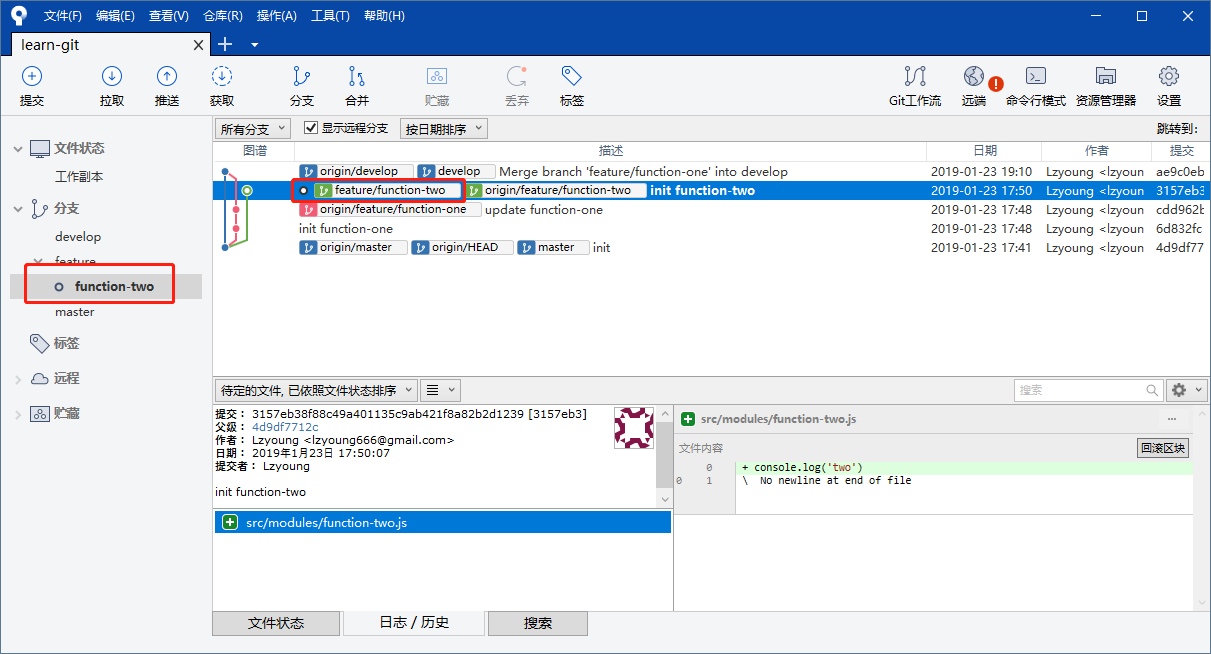 文件(F) 编辑(E) 查看(V) 仓库(R) 操作(A) 工具(T) 帮助(H)
learn-git
提交 拉取 推送 获取 分支 合并 贮藏 丢弃 标签 Git工作流 远端 命令行模式 资源管理器 设置
文件状态
工作副本
分支
develop
feature
function-two
master
标签
远程
贮藏
所有分支 显示远程分支 按日期排序 跳转到:
图谱 描述 日期 作者 提交
origin/develop develop Merge branch 'feature/function-one' into develop 2019-01-23 19:10 Lzyoung <lzyoun ae9c0eb
feature/function-two origin/feature/function-two init function-two 2019-01-23 17:50 Lzyoung <lzyoun 3157eb3
origin/feature/function-one update function-one 2019-01-23 17:48 Lzyoung <lzyoun cdd962b
init function-one 2019-01-23 17:48 Lzyoung <lzyoun 6d832fc
origin/master origin/HEAD master init 2019-01-23 17:41 Lzyoung <lzyoun 4d9df77
待定的文件, 已依照文件状态排序 搜索
提交: 3157eb38f88c49a401135c9ab421f8a82b2d1239 [3157eb3]
父级: 4d9df7712c
作者: Lzyoung <lzyoung666@gmail.com>
日期: 2019年1月23日 17:50:07
提交者: Lzyoung
init function-two
src/modules/function-two.js
src/modules/function-two.js ...
文件内容 回滚区块
0 + console.log('two')
0 1 \ No newline at end of file
文件状态 日志 / 历史 搜索